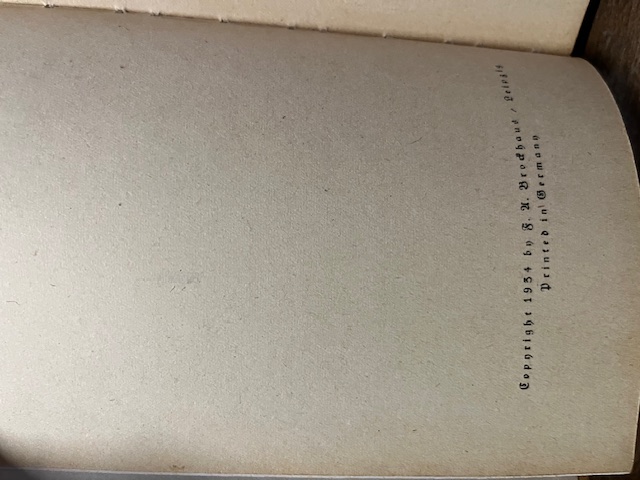 Copyright 1934 by F. A. Brockhaus / Leipzig
Printed in Germany